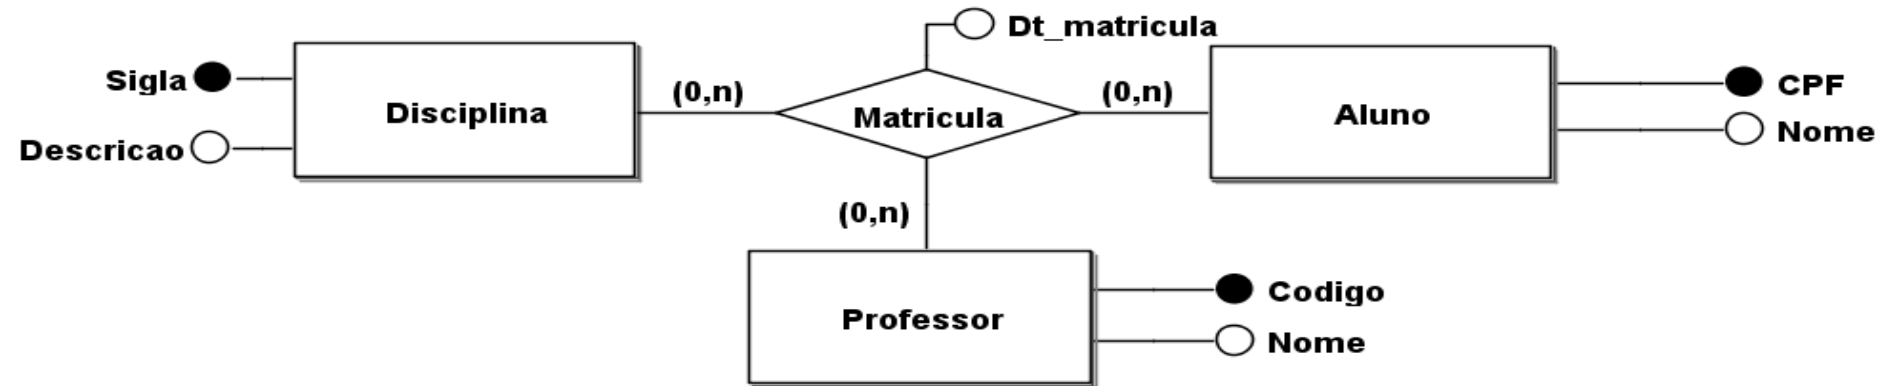 Dt_matricula
Sigla
Descricao
Disciplina
(0,n)
Matricula
(0,n)
Aluno
CPF
Nome
(0,n)
Professor
Codigo
Nome